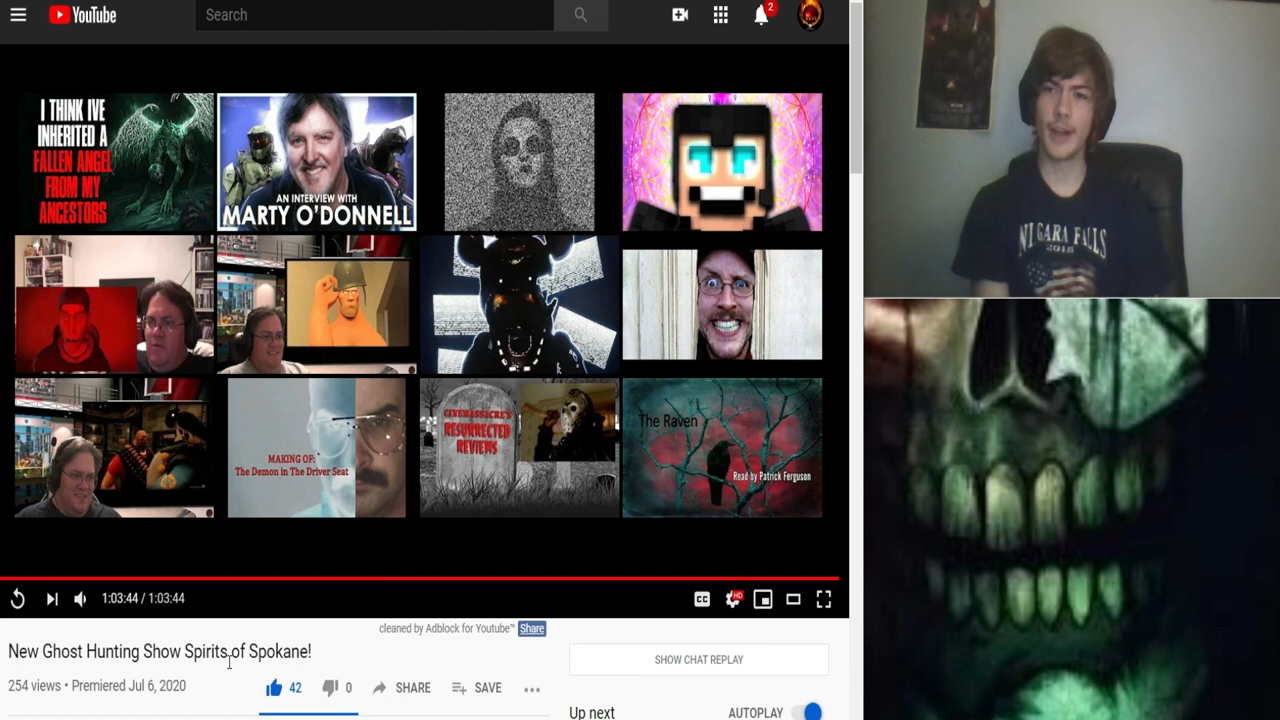 YouTube
Search
2
I THINK IVE
INHERITED A
FALLEN ANGEL
FROM MY
ANCESTORS
AN INTERVIEW WITH
MARTY O'DONNELL
MAKING OF:
The Demon in The Driver Seat
CINEMASSACRE'S
RESURRECTED
REVIEWS
The Raven
Read by Patrick Ferguson
1:03:44 / 1:03:44
CC
HD
cleaned by Adblock for Youtube™ Share
New Ghost Hunting Show Spirits of Spokane!
254 views • Premiered Jul 6, 2020
42
0
SHARE
SAVE
SHOW CHAT REPLAY
Up next
AUTOPLAY
NI GARA FALLS
2018